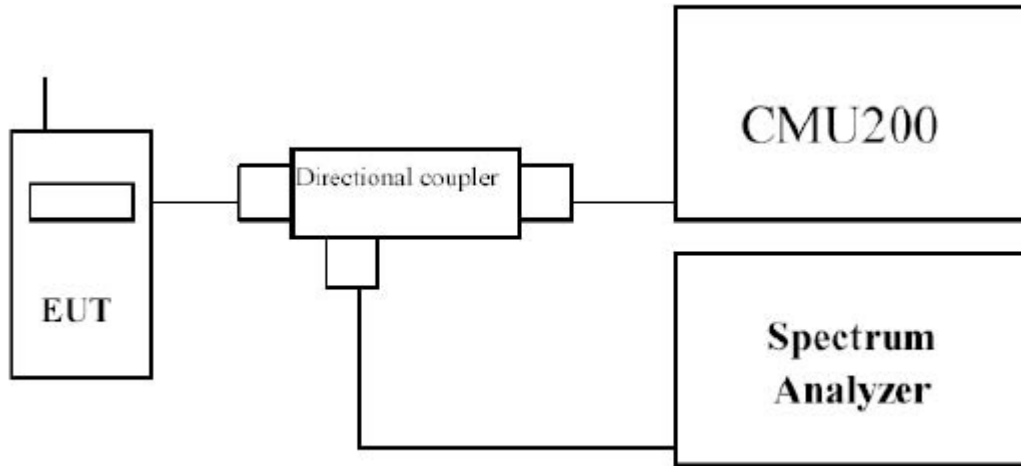 CMU200
Directional coupler
EUT
Spectrum
Analyzer